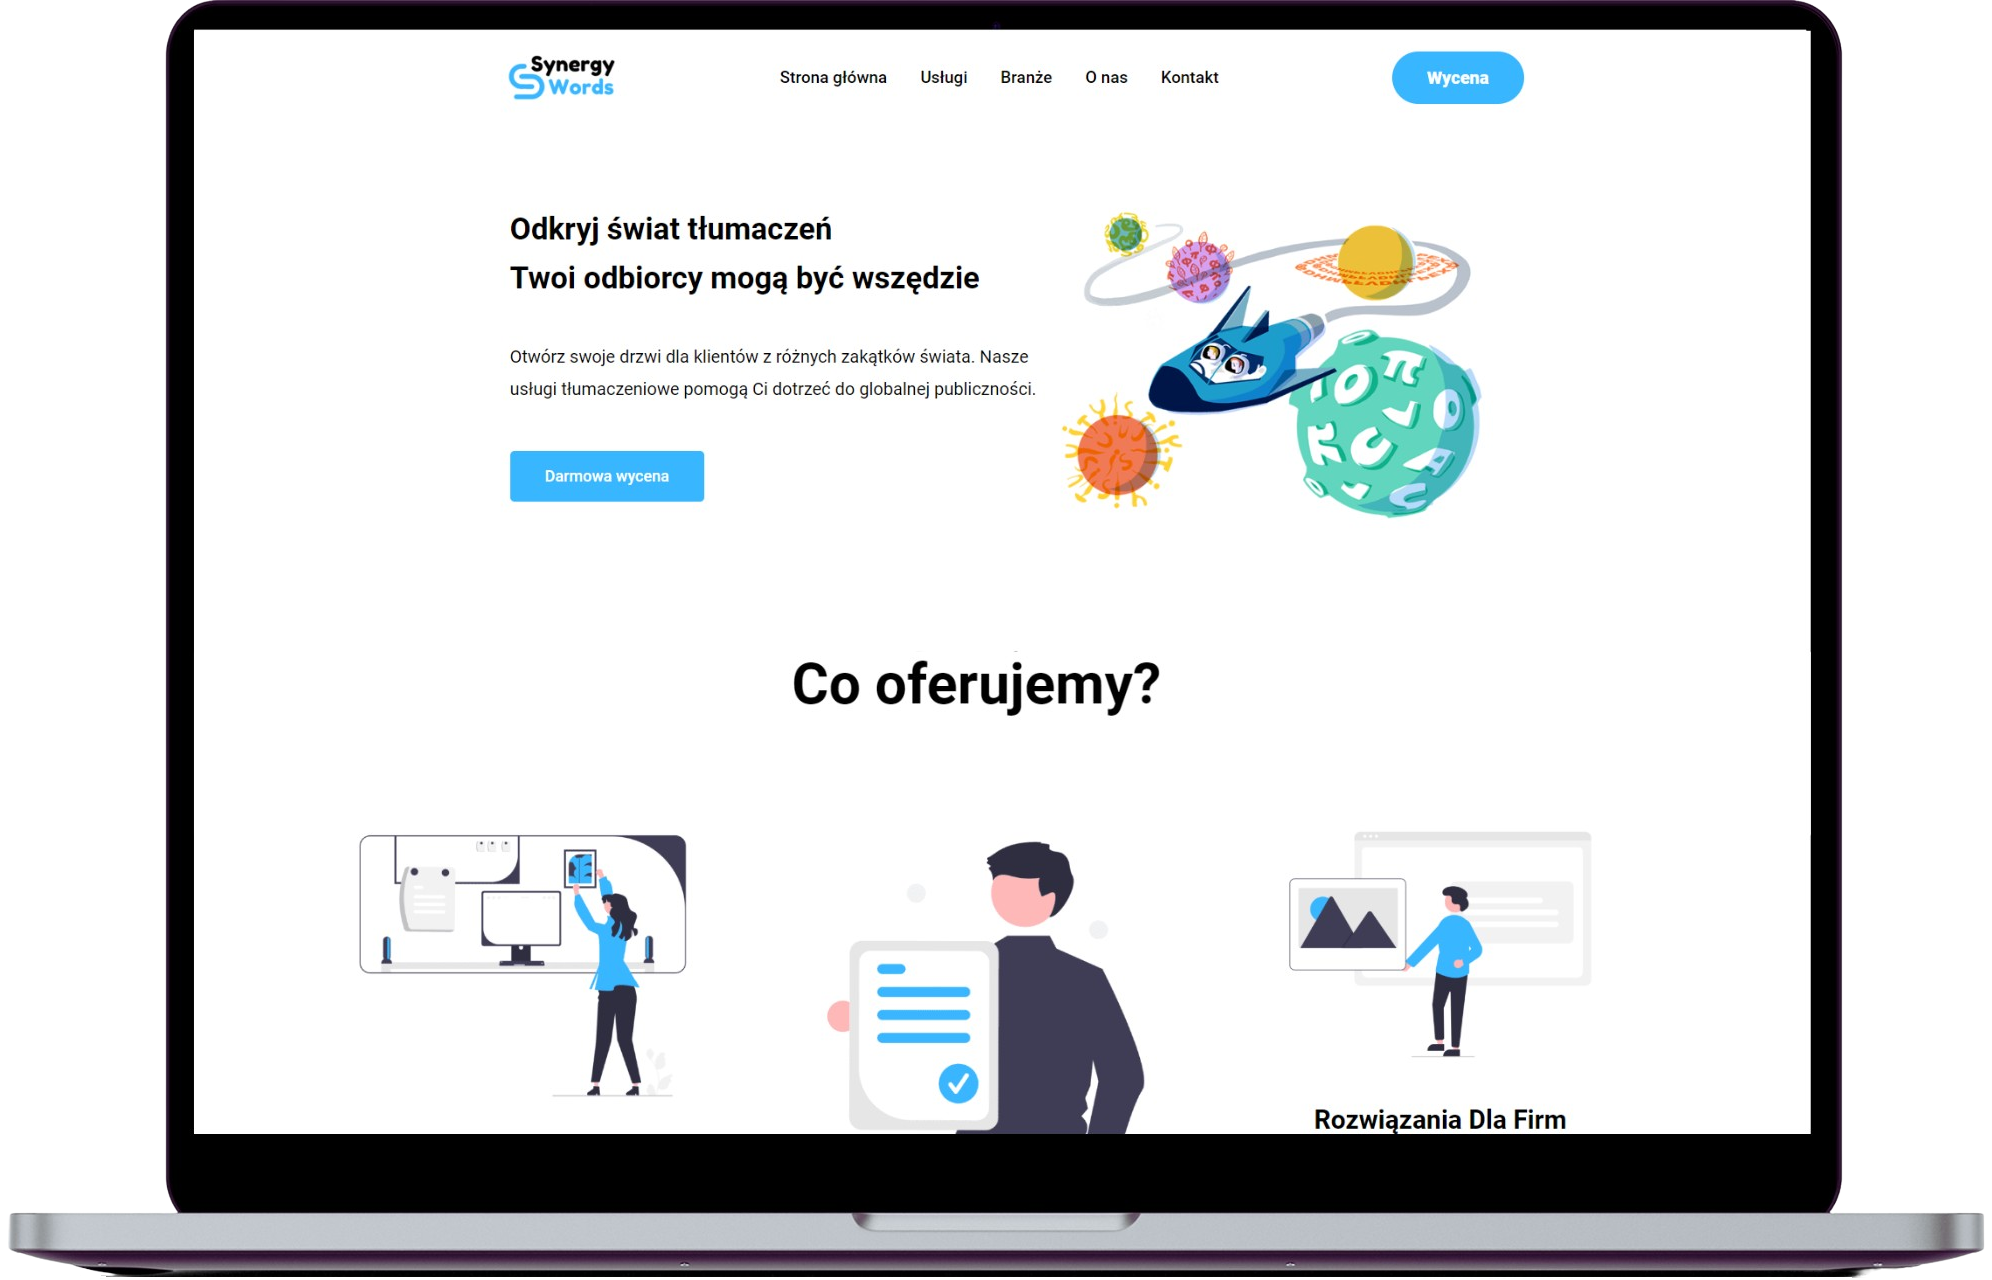 Synergy
Words
Strona główna
Usługi
Branże
O nas
Kontakt
Wycena
Odkryj świat tłumaczeń
Twoi odbiorcy mogą być wszędzie
Otwórz swoje drzwi dla klientów z różnych zakątków świata. Nasze
usługi tłumaczeniowe pomogą Ci dotrzeć do globalnej publiczności.
Darmowa wycena
Co oferujemy?
Rozwiązania Dla Firm